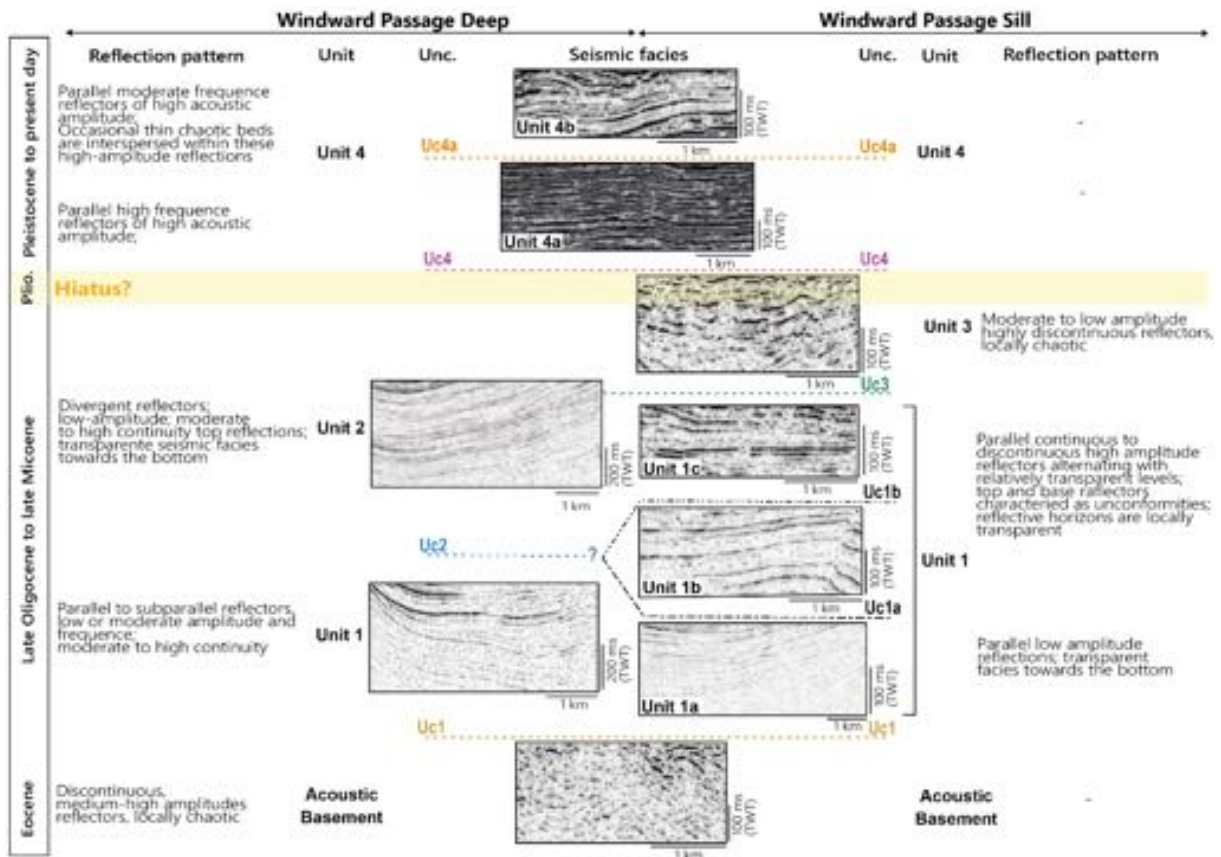 Windward Passage Deep
Windward Passage Sill
Reflection pattern
Unit
Unc.
Seismic facies
Unc.
Unit
Reflection pattern
Pleistocene to present day
Parallel moderate frequence
reflectors of high acoustic
amplitude;
Occasional thin chaotic beds
are interspersed within these
high-amplitude reflections
Unit 4
Uc4a
Unit 4b
100 ms
(TWT)
1 km
Uc4a
Unit 4
-
Parallel high frequence
reflectors of high acoustic
amplitude;
Unit 4a
100 ms
(TWT)
1 km
-
Uc4
Uc4
Plio.
Hiatus?
100 ms
(TWT)
1 km
Unit 3
Moderate to low amplitude
highly discontinuous reflectors,
locally chaotic
Uc3
Late Oligocene to late Micoene
Divergent reflectors;
low-amplitude; moderate
to high continuity top reflections;
transparente seismic facies
towards the bottom
Unit 2
200 ms
(TWT)
1 km
Unit 1c
100 ms
(TWT)
1 km
Uc1b
Parallel continuous to
discontinuous high amplitude
reflectors alternating with
relatively transparent levels;
top and base raflectors
characteried as unconformities;
reflective horizons are locally
transparent
Uc2
?
Unit 1b
100 ms
(TWT)
1 km
Uc1a
Unit 1
Parallel to subparallel reflectors,
low or moderate amplitude and
frequence;
moderate to high continuity
Unit 1
200 ms
(TWT)
1 km
Unit 1a
100 ms
(TWT)
1 km
Parallel low amplitude
reflections, transparent
facies towards the bottom
Uc1
Uc1
Eocene
Discontinuous,
medium-high amplitudes
reflectors, locally chaotic
Acoustic
Basement
100 ms
(TWT)
1 km
Acoustic
Basement
-